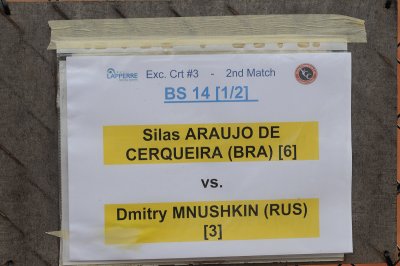 LAPPERRE Exc. Crt #3 - 2nd Match
BS 14 [1/2]
Silas ARAUJO DE
CERQUEIRA (BRA) [6]
vs.
Dmitry MNUSHKIN (RUS)
[3]